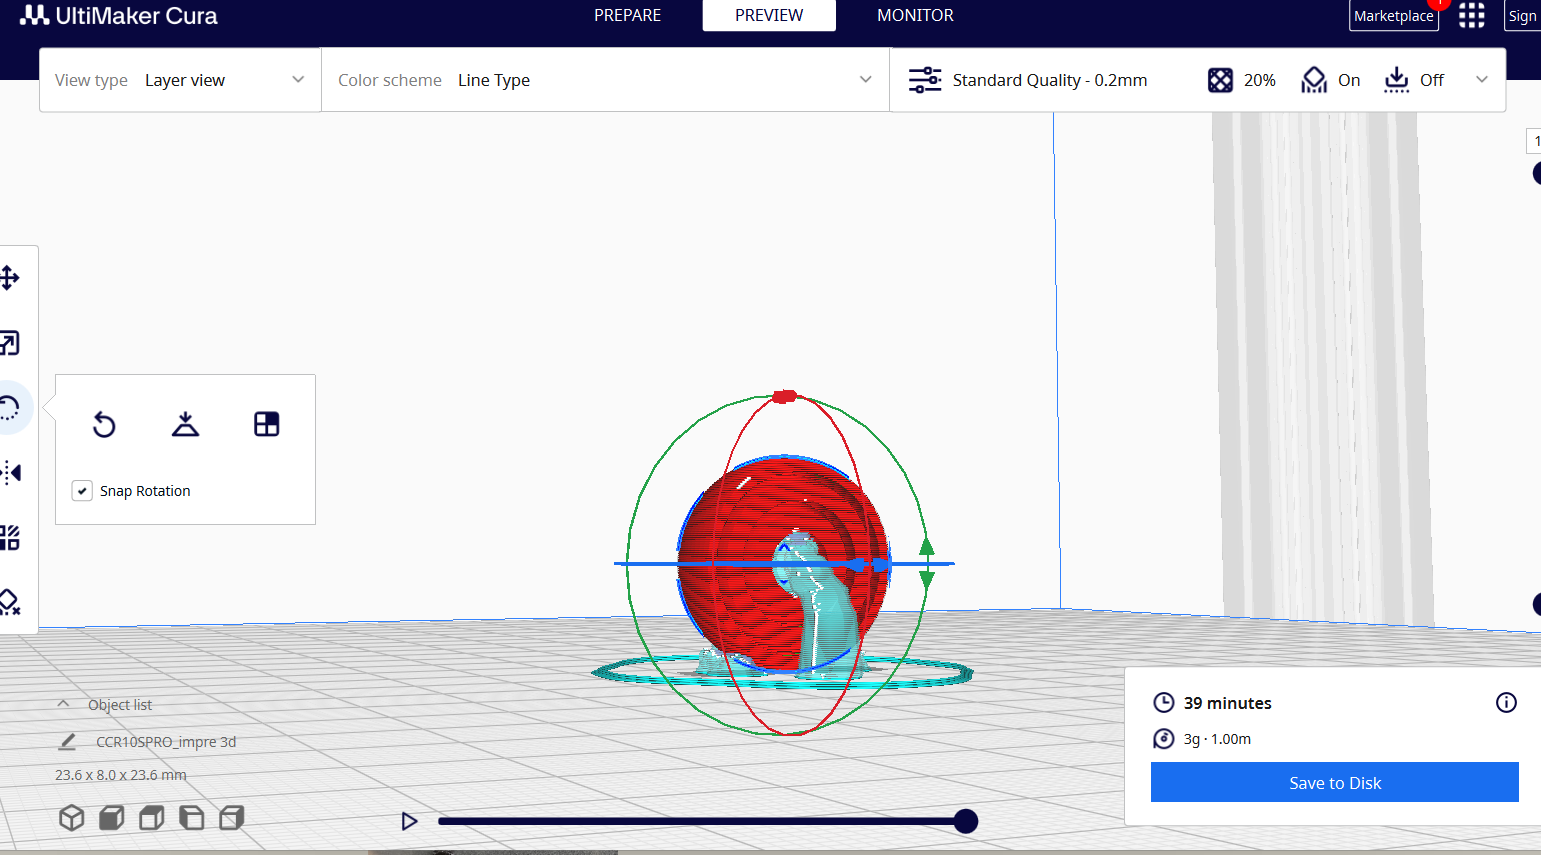 UltiMaker Cura
PREPARE
PREVIEW
MONITOR
Marketplace
Sign
View type Layer view
Color scheme Line Type
Standard Quality - 0.2mm
20%
On
Off
1
Snap Rotation
Object list
CCR10SPRO_impre 3d
23.6 x 8.0 x 23.6 mm
39 minutes
3g · 1.00m
Save to Disk